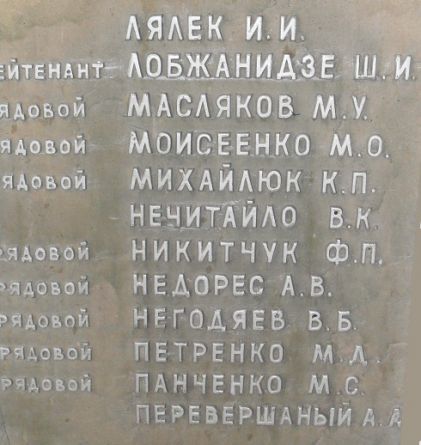 ЛЯЛЕК И. И.
ЕЙТЕНАНТ ЛОБЖАНИДЗЕ Ш. И
ЯДОВОЙ МАСЛЯКОВ М.У.
ЯДОВОЙ МОИСЕЕНКО М.О.
ЯДОВОЙ МИХАЙЛЮК К.П.
НЕЧИТАЙЛО В.К.
РЯДОВОЙ НИКИТЧУК Ф.П.
РЯДОВОЙ НЕДОРЕС А.В.
РЯДОВОЙ НЕГОДЯЕВ В.Б.
РЯДОВОЙ ПЕТРЕНКО М.Д.
РЯДОВОЙ ПАНЧЕНКО М.С.
ПЕРЕВЕРШАНЫЙ А.А